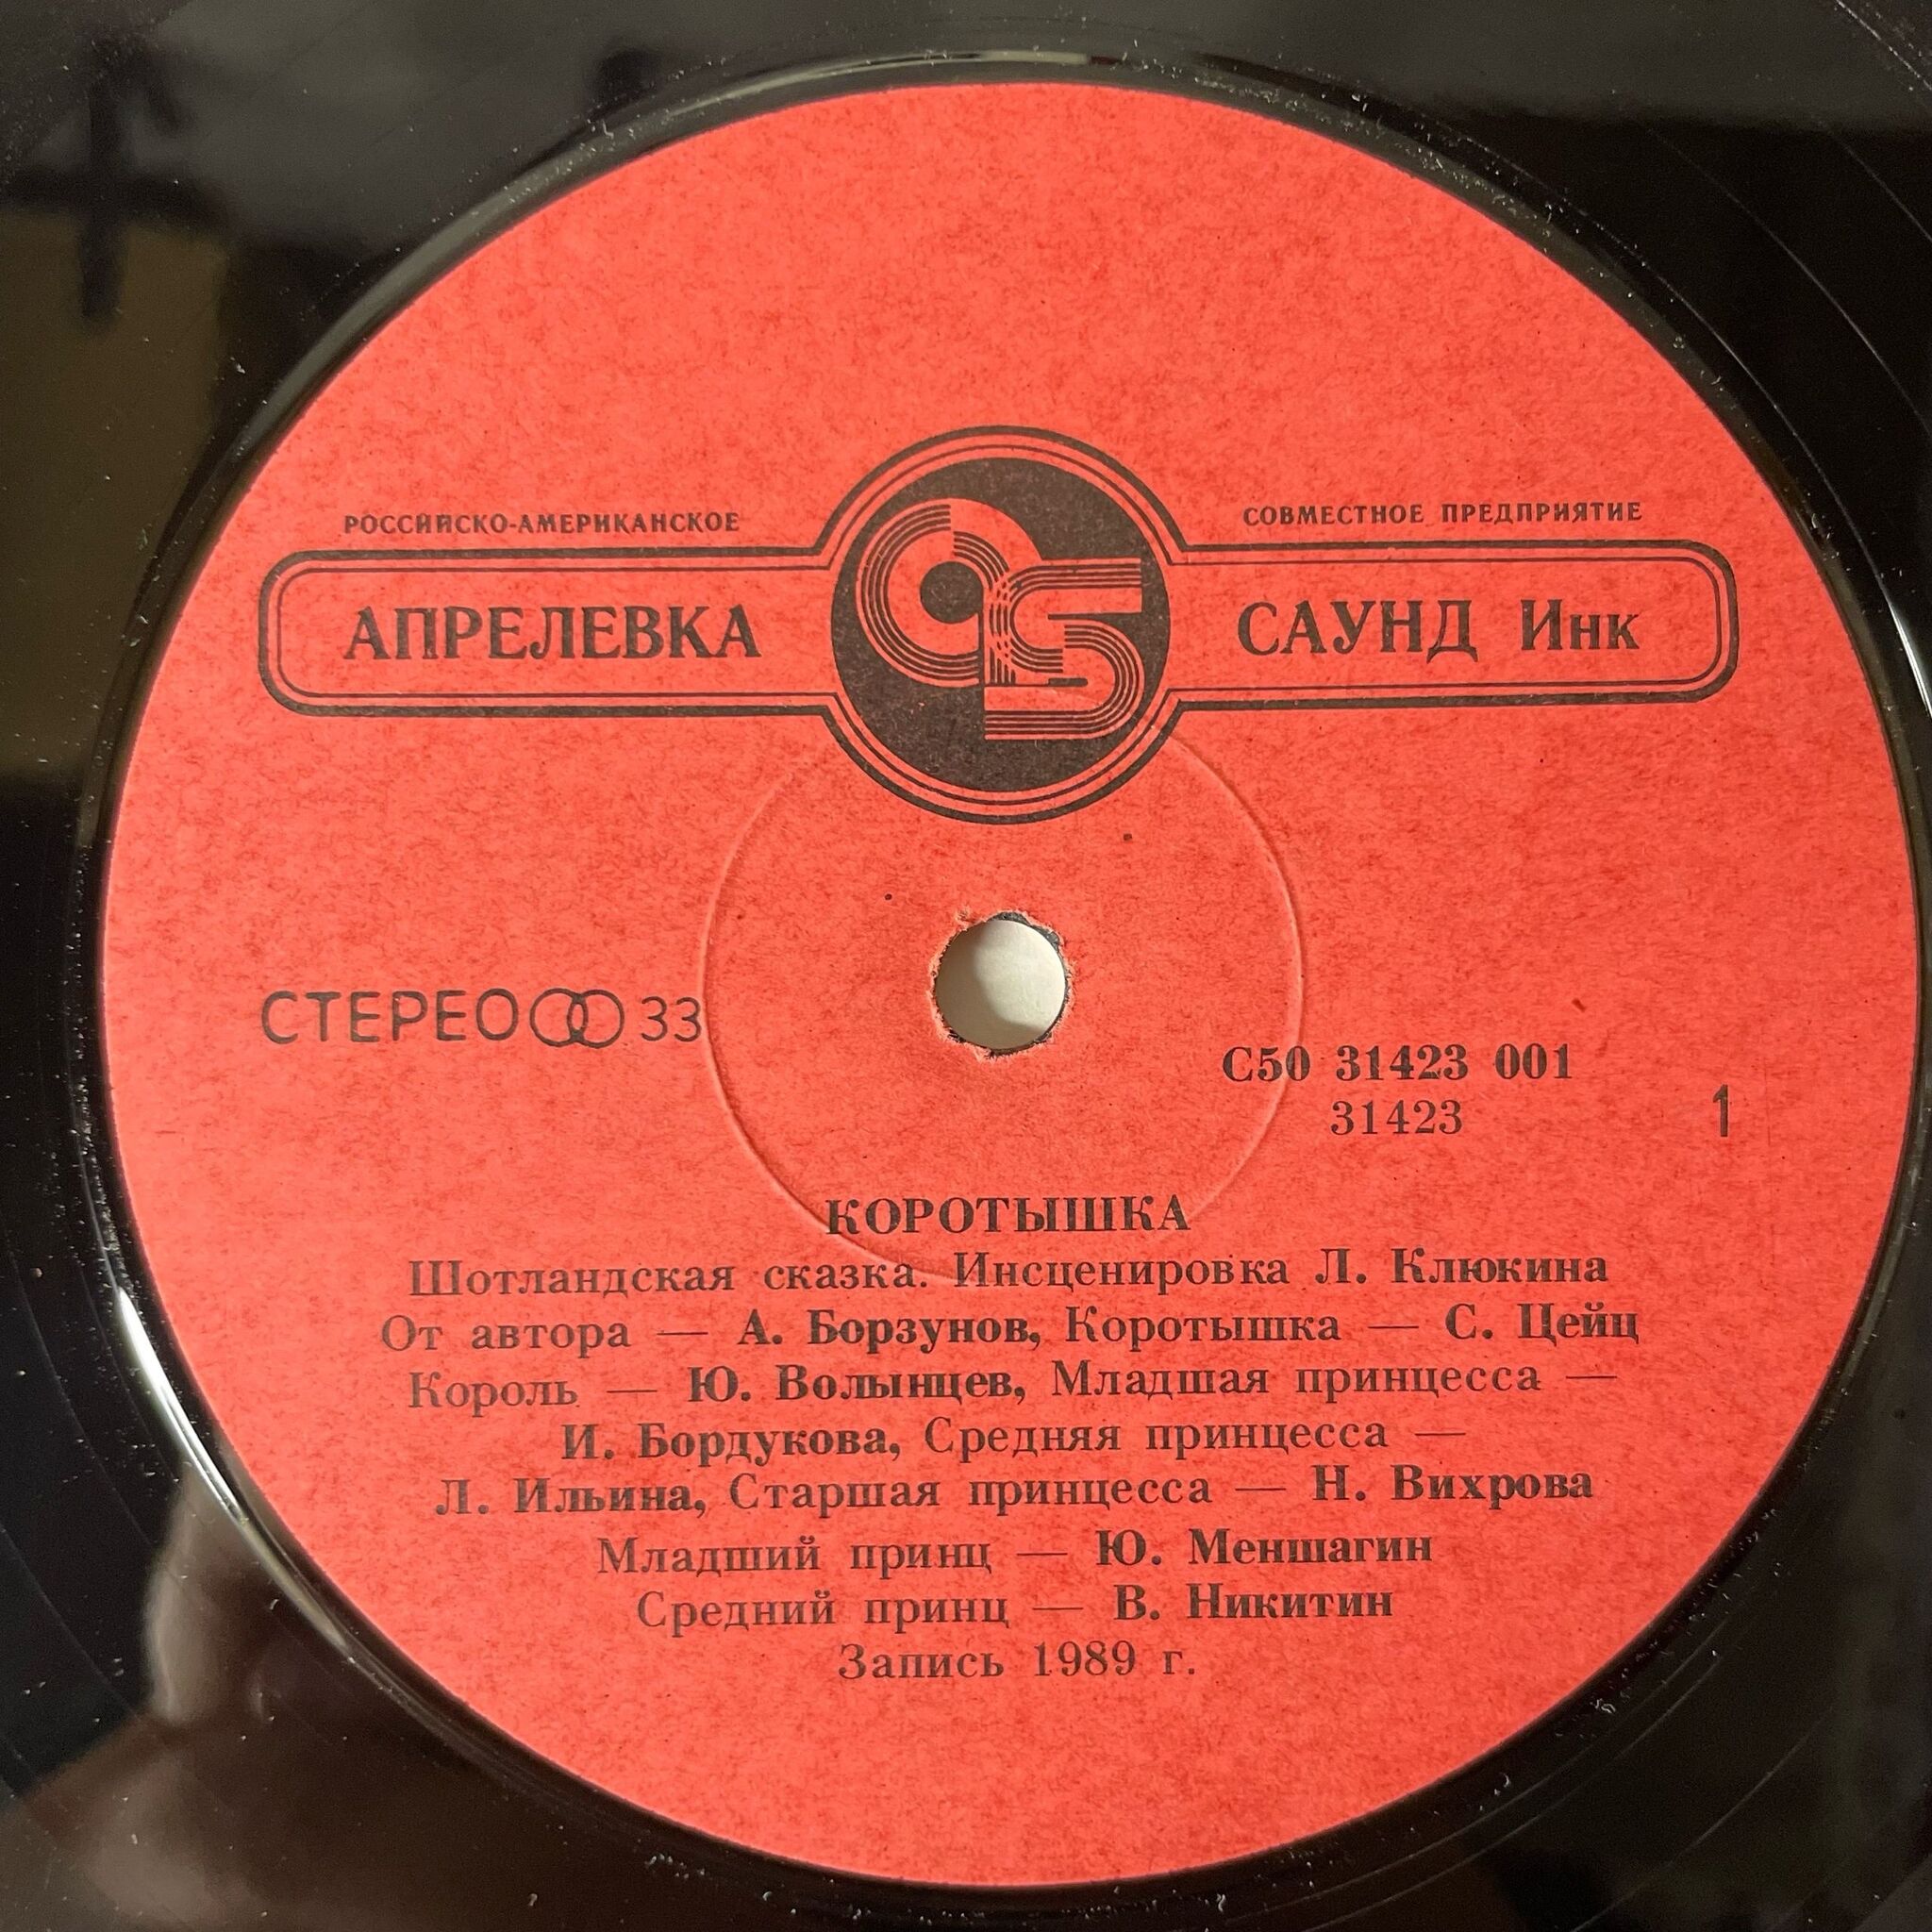 РОССИЙСКО-АМЕРИКАНСКОЕ СОВМЕСТНОЕ ПРЕДПРИЯТИЕ
АПРЕЛЕВКА САУНД Инк
СТЕРЕО 33
С50 31423 001
31423
1
КОРОТЫШКА
Шотландская сказка. Инсценировка Л. Клюкина
От автора — А. Борзунов, Коротышка — С. Цейц
Король — Ю. Волынцев, Младшая принцесса —
И. Бордукова, Средняя принцесса —
Л. Ильина, Старшая принцесса — Н. Вихрова
Младший принц — Ю. Меншагин
Средний принц — В. Никитин
Запись 1989 г.